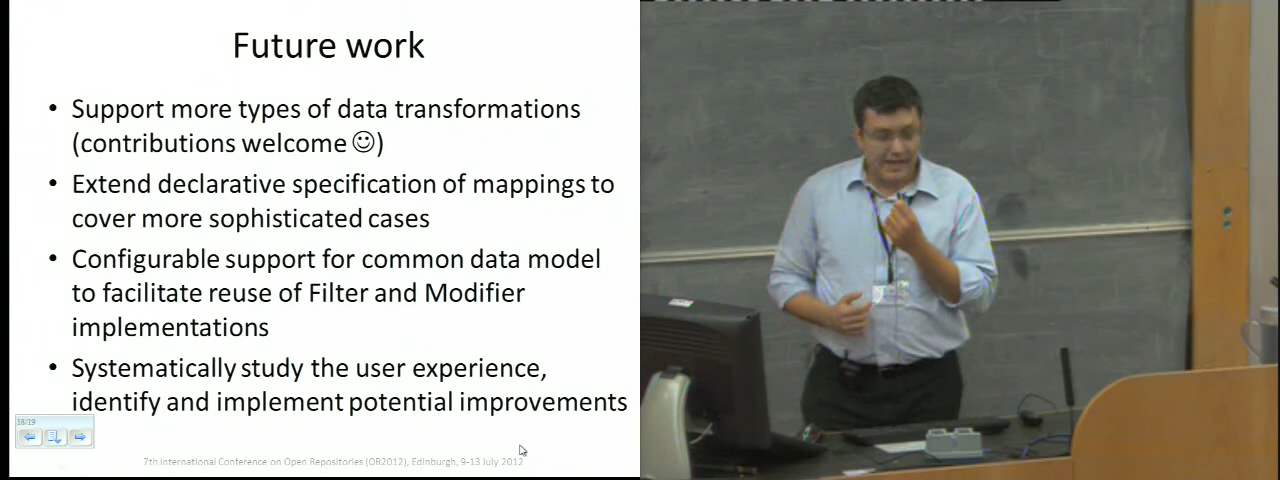 Future work
• Support more types of data transformations
(contributions welcome ☺)
• Extend declarative specification of mappings to
cover more sophisticated cases
• Configurable support for common data model
to facilitate reuse of Filter and Modifier
implementations
• Systematically study the user experience,
identify and implement potential improvements
18/19
7th International Conference on Open Repositories (OR2012), Edinburgh, 9-13 July 2012